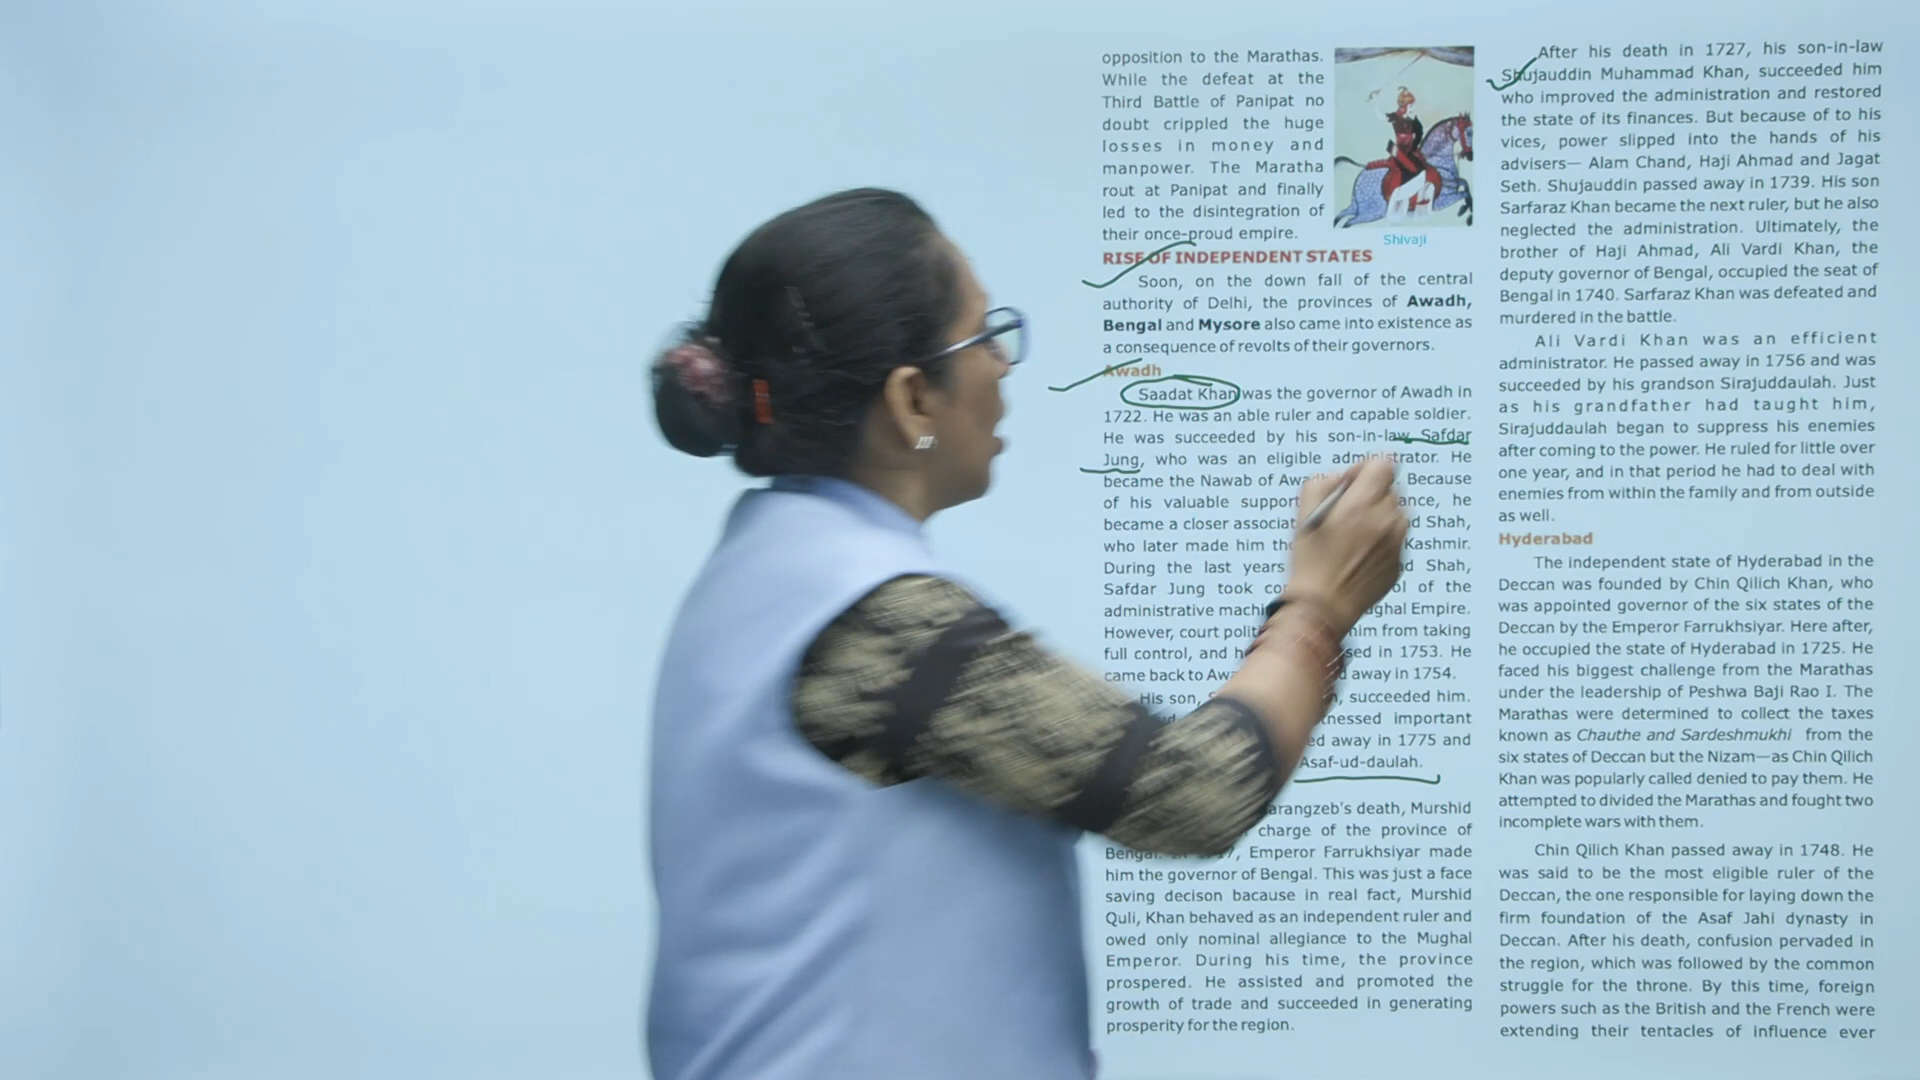 opposition to the Marathas.
While the defeat at the
Third Battle of Panipat no
doubt crippled the huge
losses in money and
manpower. The Maratha
rout at Panipat and finally
led to the disintegration of
their once-proud empire.
Shivaji
RISE OF INDEPENDENT STATES
Soon, on the down fall of the central
authority of Delhi, the provinces of Awadh,
Bengal and Mysore also came into existence as
a consequence of revolts of their governors.
Awadh
Saadat Khan was the governor of Awadh in
1722. He was an able ruler and capable soldier.
He was succeeded by his son-in-law Safdar
Jung, who was an eligible administrator. He
became the Nawab of Because
of his valuable support he
became a closer Shah,
who later made him Kashmir.
During the last years Shah,
Safdar Jung took of the
administrative Empire.
However, court him from taking
full control, and in 1753. He
came back to away in 1754.
His son, succeeded him.
important
away in 1775 and
Asaf-ud-daulah.
death, Murshid
charge of the province of
Bengal. Emperor Farrukhsiyar made
him the governor of Bengal. This was just a face
saving decison bacause in real fact, Murshid
Quli, Khan behaved as an independent ruler and
owed only nominal allegiance to the Mughal
Emperor. During his time, the province
prospered. He assisted and promoted the
growth of trade and succeeded in generating
prosperity for the region.
After his death in 1727, his son-in-law
Shujauddin Muhammad Khan, succeeded him
who improved the administration and restored
the state of its finances. But because of to his
vices, power slipped into the hands of his
advisers— Alam Chand, Haji Ahmad and Jagat
Seth. Shujauddin passed away in 1739. His son
Sarfaraz Khan became the next ruler, but he also
neglected the administration. Ultimately, the
brother of Haji Ahmad, Ali Vardi Khan, the
deputy governor of Bengal, occupied the seat of
Bengal in 1740. Sarfaraz Khan was defeated and
murdered in the battle.
Ali Vardi Khan was an efficient
administrator. He passed away in 1756 and was
succeeded by his grandson Sirajuddaulah. Just
as his grandfather had taught him,
Sirajuddaulah began to suppress his enemies
after coming to the power. He ruled for little over
one year, and in that period he had to deal with
enemies from within the family and from outside
as well.
Hyderabad
The independent state of Hyderabad in the
Deccan was founded by Chin Qilich Khan, who
was appointed governor of the six states of the
Deccan by the Emperor Farrukhsiyar. Here after,
he occupied the state of Hyderabad in 1725. He
faced his biggest challenge from the Marathas
under the leadership of Peshwa Baji Rao I. The
Marathas were determined to collect the taxes
known as Chauthe and Sardeshmukhi from the
six states of Deccan but the Nizam—as Chin Qilich
Khan was popularly called denied to pay them. He
attempted to divided the Marathas and fought two
incomplete wars with them.
Chin Qilich Khan passed away in 1748. He
was said to be the most eligible ruler of the
Deccan, the one responsible for laying down the
firm foundation of the Asaf Jahi dynasty in
Deccan. After his death, confusion pervaded in
the region, which was followed by the common
struggle for the throne. By this time, foreign
powers such as the British and the French were
extending their tentacles of influence ever